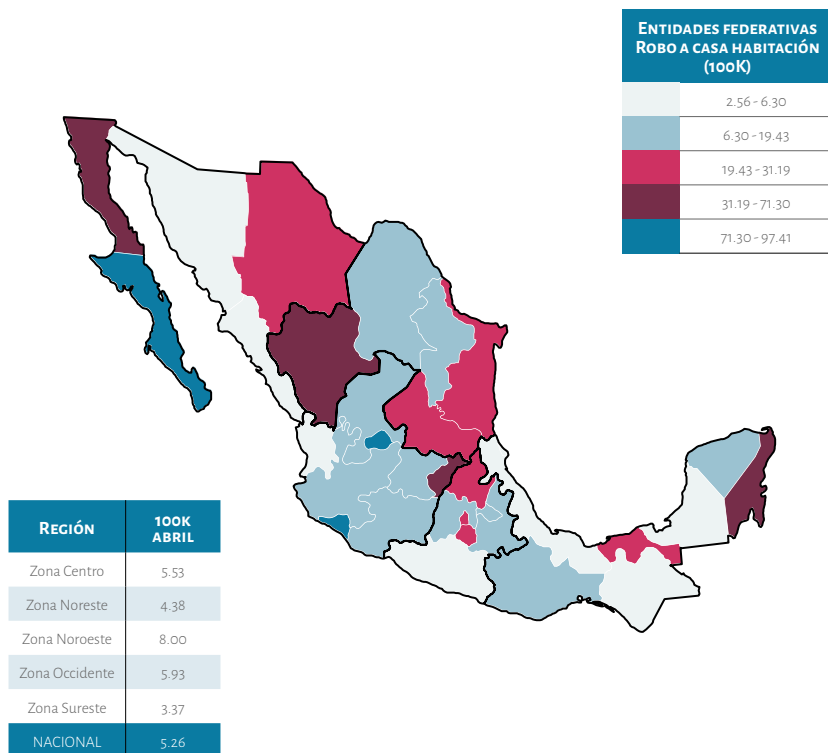 Entidades federativas
Robo a casa habitación
(100K)
2.56 - 6.30
6.30 - 19.43
19.43 - 31.19
31.19 - 71.30
71.30 - 97.41
Región 100K ABRIL
Zona Centro 5.53
Zona Noreste 4.38
Zona Noroeste 8.00
Zona Occidente 5.93
Zona Sureste 3.37
NACIONAL 5.26